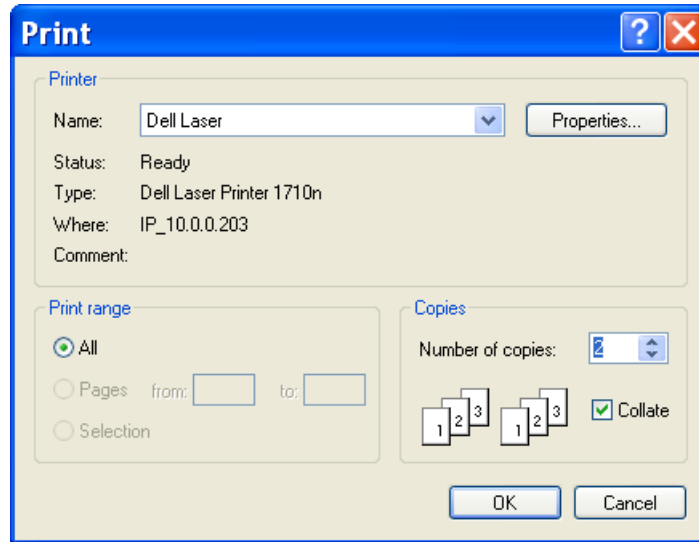 Print
Printer
Name: Dell Laser Properties...
Status: Ready
Type: Dell Laser Printer 1710n
Where: IP_10.0.0.203
Comment:
Print range
All
Pages from: to:
Selection
Copies
Number of copies: 2
1 2 3 1 2 3 Collate
OK Cancel